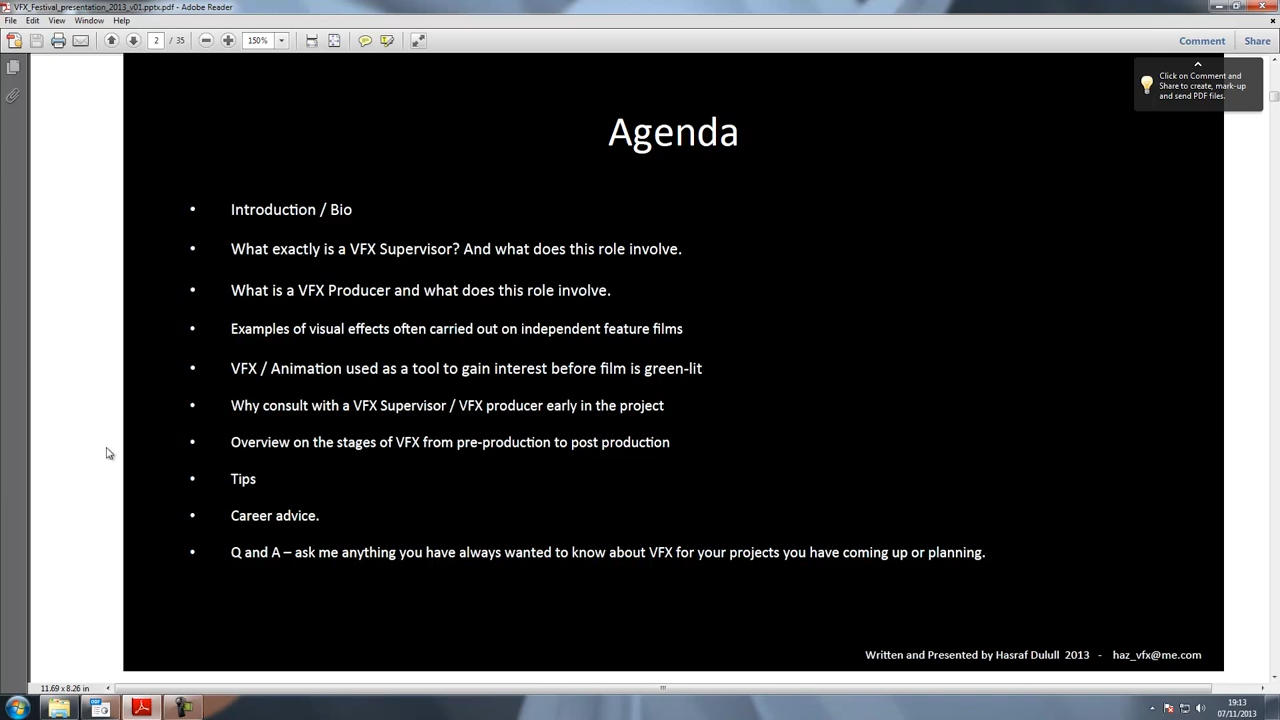 VFX_Festival_presentation_2013_v01.pptx.pdf - Adobe Reader
File Edit View Window Help
2 / 35 150% Comment Share
Click on Comment and
Share to create, mark-up
and send PDF files.
Agenda
• Introduction / Bio
• What exactly is a VFX Supervisor? And what does this role involve.
• What is a VFX Producer and what does this role involve.
• Examples of visual effects often carried out on independent feature films
• VFX / Animation used as a tool to gain interest before film is green-lit
• Why consult with a VFX Supervisor / VFX producer early in the project
• Overview on the stages of VFX from pre-production to post production
• Tips
• Career advice.
• Q and A – ask me anything you have always wanted to know about VFX for your projects you have coming up or planning.
Written and Presented by Hasraf Dulull 2013 - haz_vfx@me.com
11.69 x 8.26 in
19:13
07/11/2013